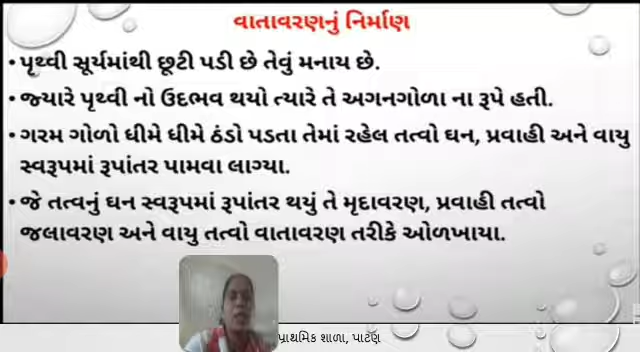 વાતાવરણનું નિર્માણ
• પૃથ્વી સૂર્યમાંથી છૂટી પડી છે તેવું મનાય છે.
• જ્યારે પૃથ્વી નો ઉદભવ થયો ત્યારે તે અગનગોળા ના રૂપે હતી.
• ગરમ ગોળો ધીમે ધીમે ઠંડો પડતા તેમાં રહેલ તત્વો ઘન, પ્રવાહી અને વાયુ
સ્વરૂપમાં રૂપાંતર પામવા લાગ્યા.
• જે તત્વનું ઘન સ્વરૂપમાં રૂપાંતર થયું તે મૃદાવરણ, પ્રવાહી તત્વો
જલાવરણ અને વાયુ તત્વો વાતાવરણ તરીકે ઓળખાયા.
પ્રાથમિક શાળા, પાટણ